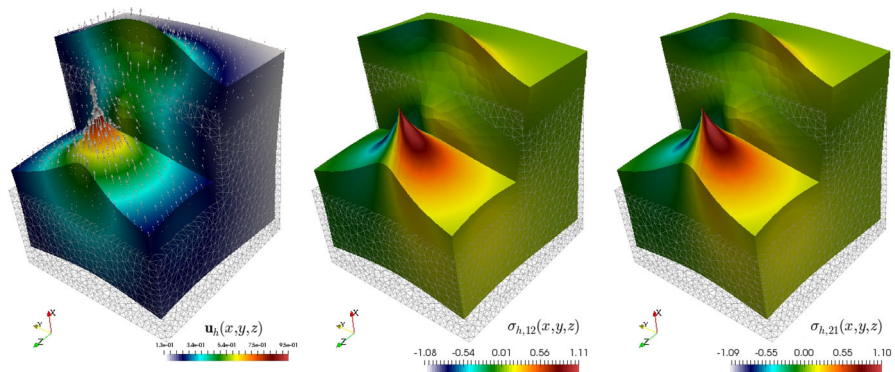 X
Y
Z
u_h(x,y,z)
1.3e-01 3.4e-01 5.4e-01 7.5e-01 9.5e-01
X
Y
Z
σ_h,12(x,y,z)
-1.08 -0.54 0.01 0.56 1.11
X
Y
Z
σ_h,21(x,y,z)
-1.09 -0.55 0.00 0.55 1.10